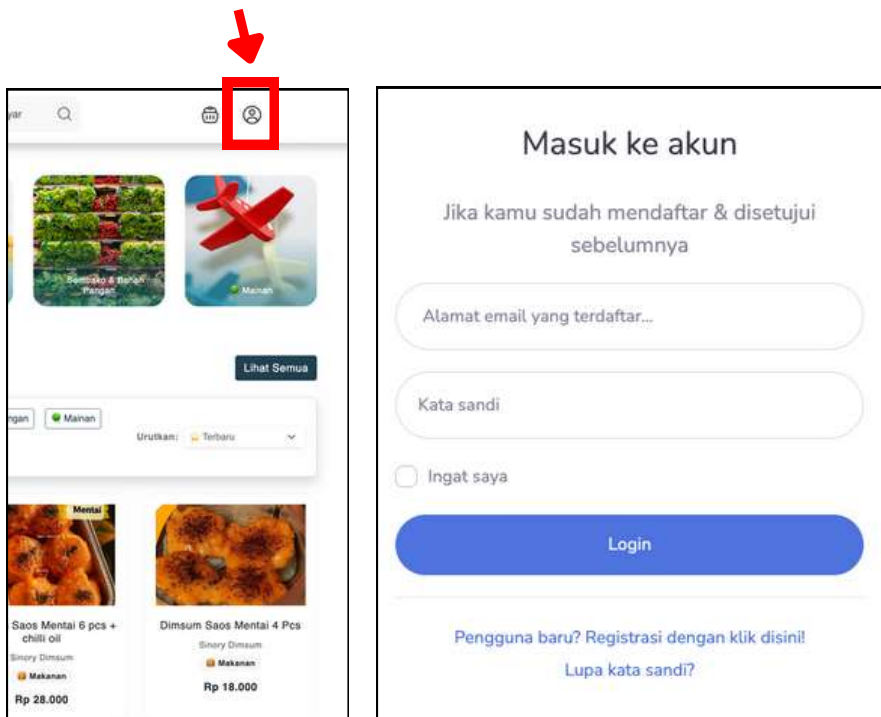 yar
Sembako & Bahan
Pangan
Mainan
Lihat Semua
ngan
Mainan
Urutkan:
Terbaru
Mentai
Saos Mentai 6 pcs +
chilli oil
Sinory Dimsum
Makanan
Rp 28.000
Dimsum Saos Mentai 4 Pcs
Sinory Dimsum
Makanan
Rp 18.000
Masuk ke akun
Jika kamu sudah mendaftar & disetujui
sebelumnya
Alamat email yang terdaftar...
Kata sandi
Ingat saya
Login
Pengguna baru? Registrasi dengan klik disini!
Lupa kata sandi?